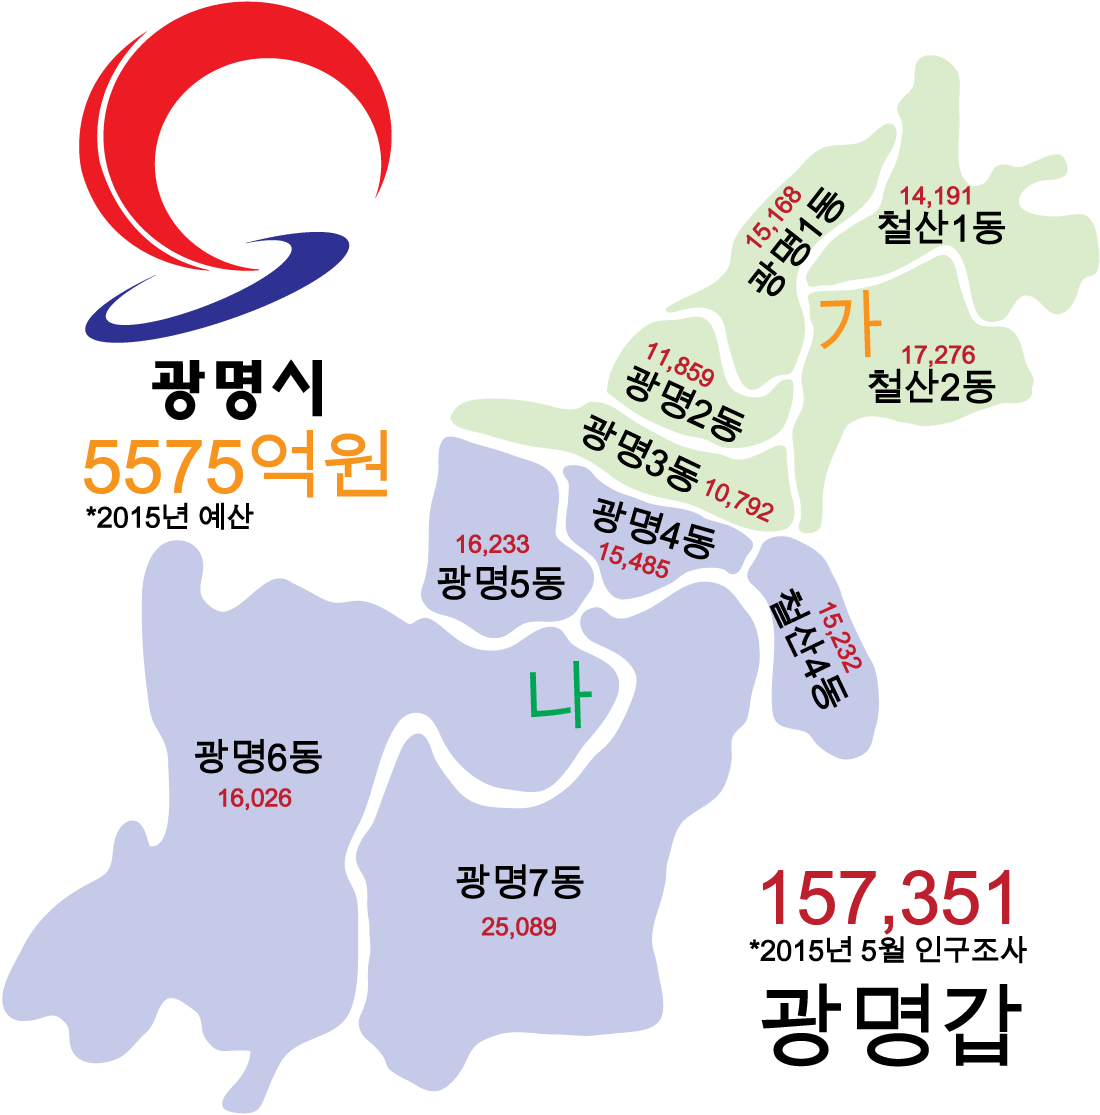 광명시
5575억원
*2015년 예산
14,191
철산1동
15,168
광명1동
가
17,276
철산2동
11,859
광명2동
광명3동
10,792
광명4동
15,485
16,233
광명5동
15,232
철산4동
나
광명6동
16,026
광명7동
25,089
157,351
*2015년 5월 인구조사
광명갑